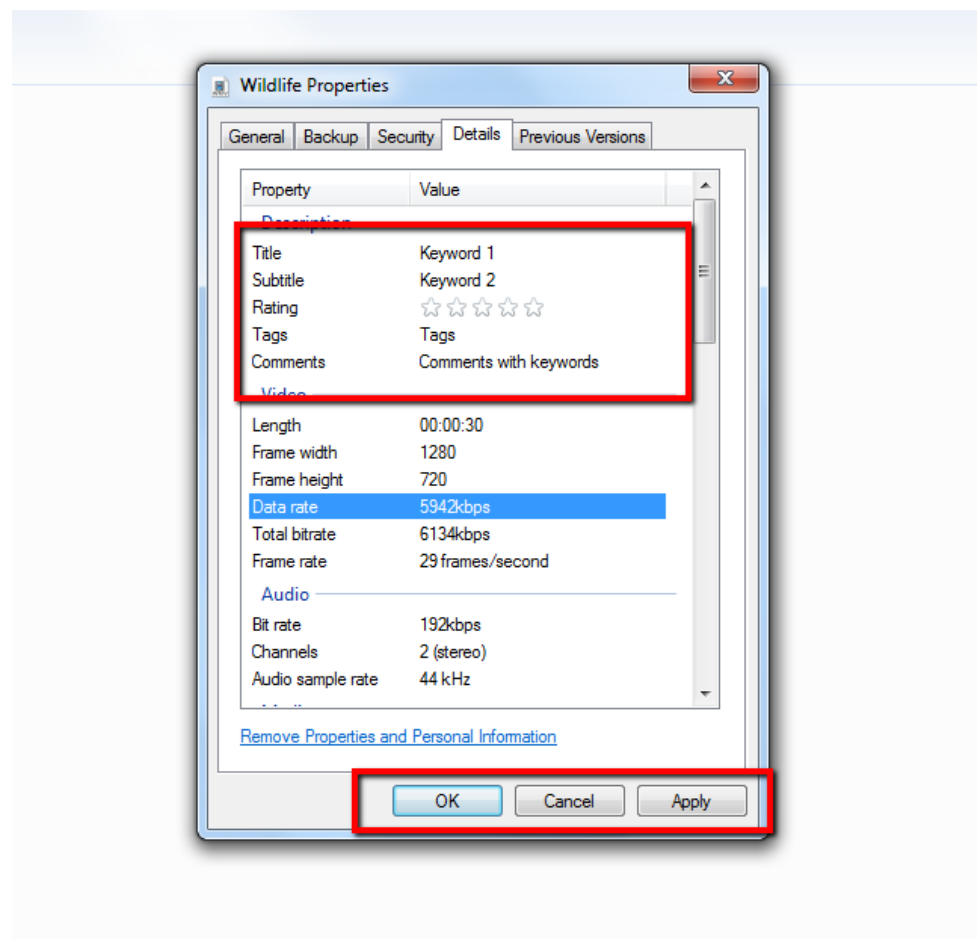 Wildlife Properties
General Backup Security Details Previous Versions
Property Value
Description
Title Keyword 1
Subtitle Keyword 2
Rating
Tags Tags
Comments Comments with keywords
Video
Length 00:00:30
Frame width 1280
Frame height 720
Data rate 5942kbps
Total bitrate 6134kbps
Frame rate 29 frames/second
Audio
Bit rate 192kbps
Channels 2 (stereo)
Audio sample rate 44 kHz
Remove Properties and Personal Information
OK Cancel Apply